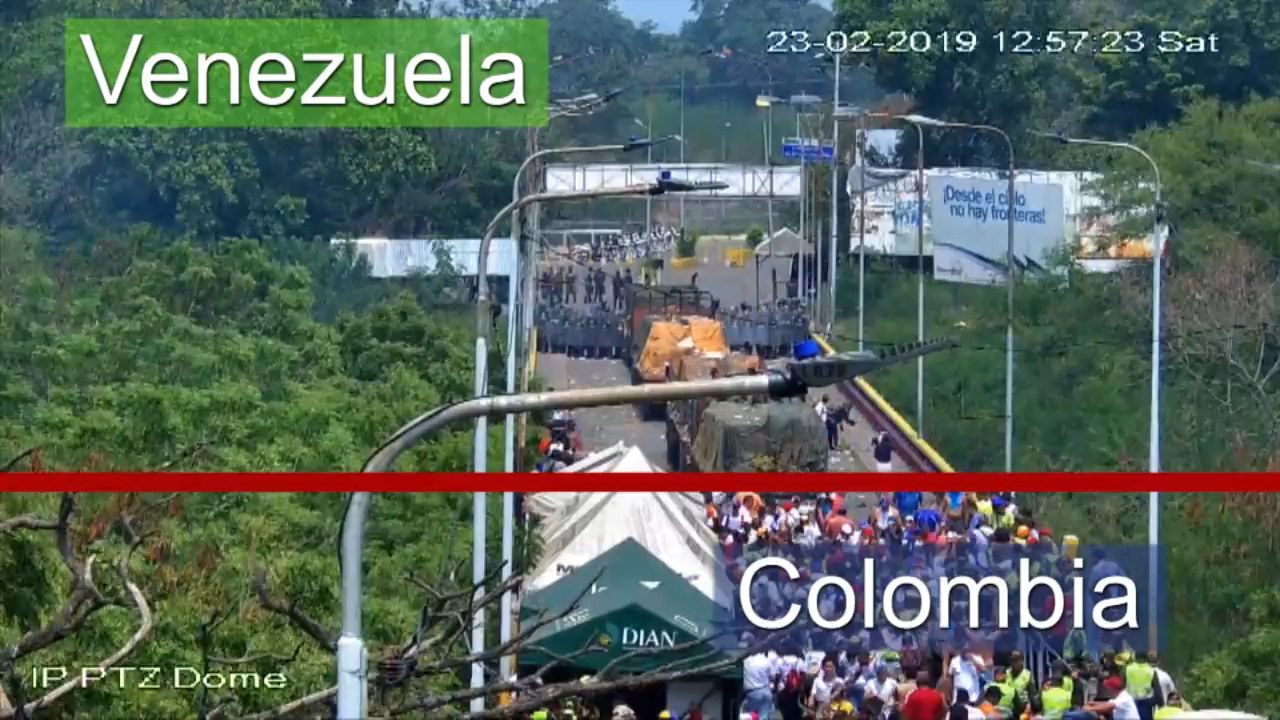 Venezuela
23-02-2019 12:57:23 Sat
¡Desde el cielo
no hay fronteras!
Colombia
DIAN
IP PTZ Dome